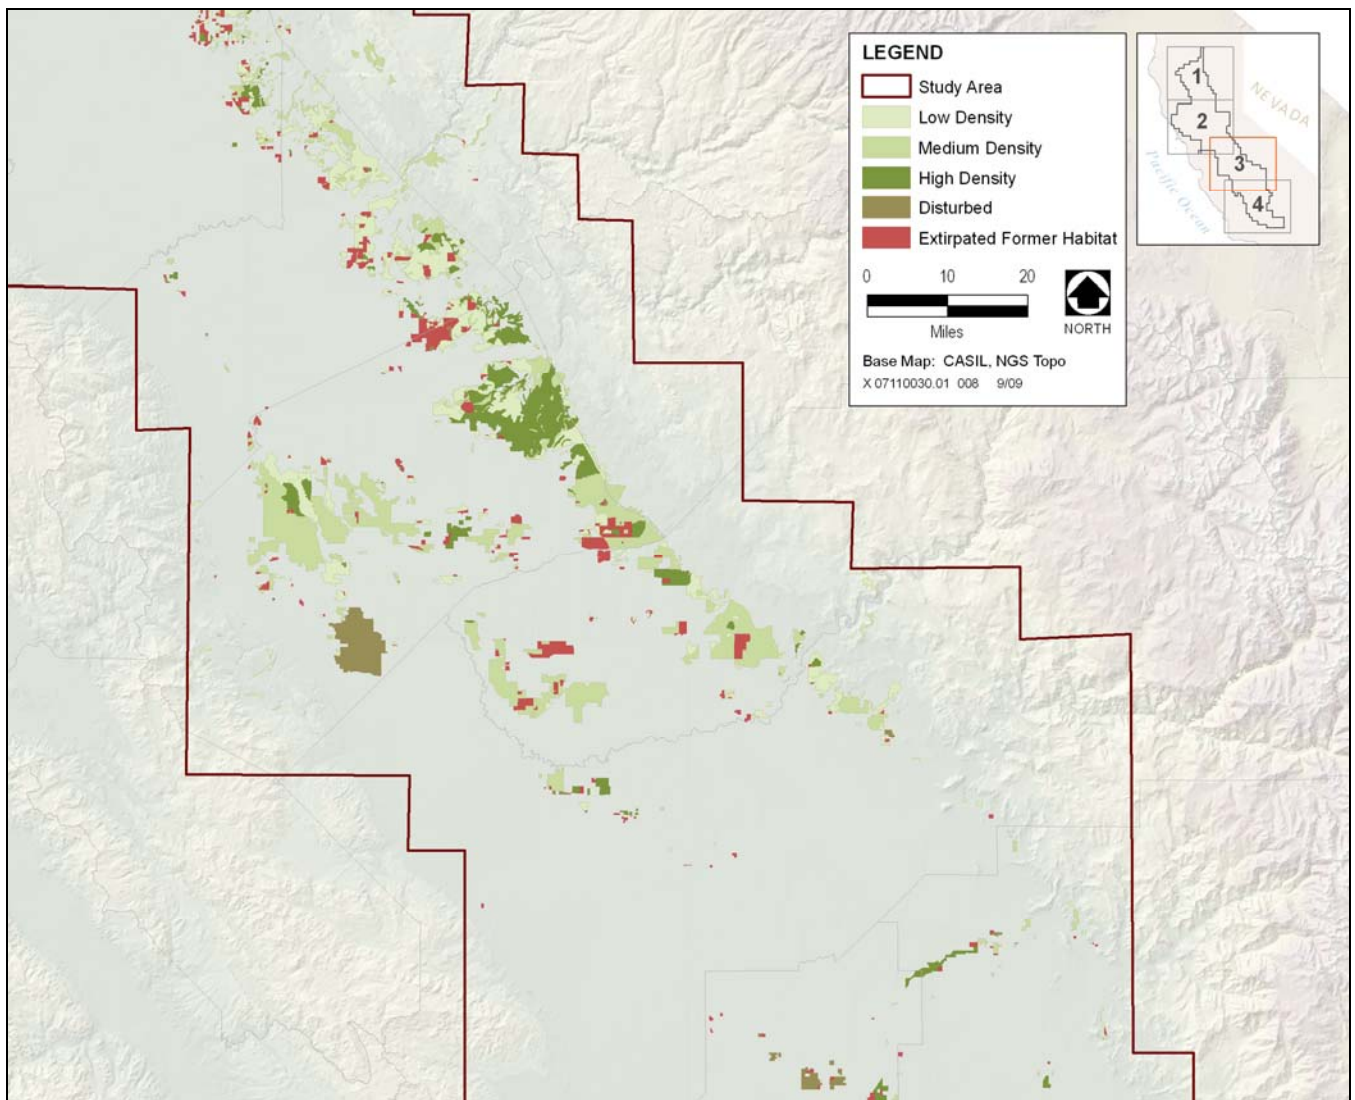 LEGEND
Study Area
Low Density
Medium Density
High Density
Disturbed
Extirpated Former Habitat
0 10 20
Miles
NORTH
Base Map: CASIL, NGS Topo
X 07110030.01 008 9/09
1
2
3
4
NEVADA
Pacific Ocean